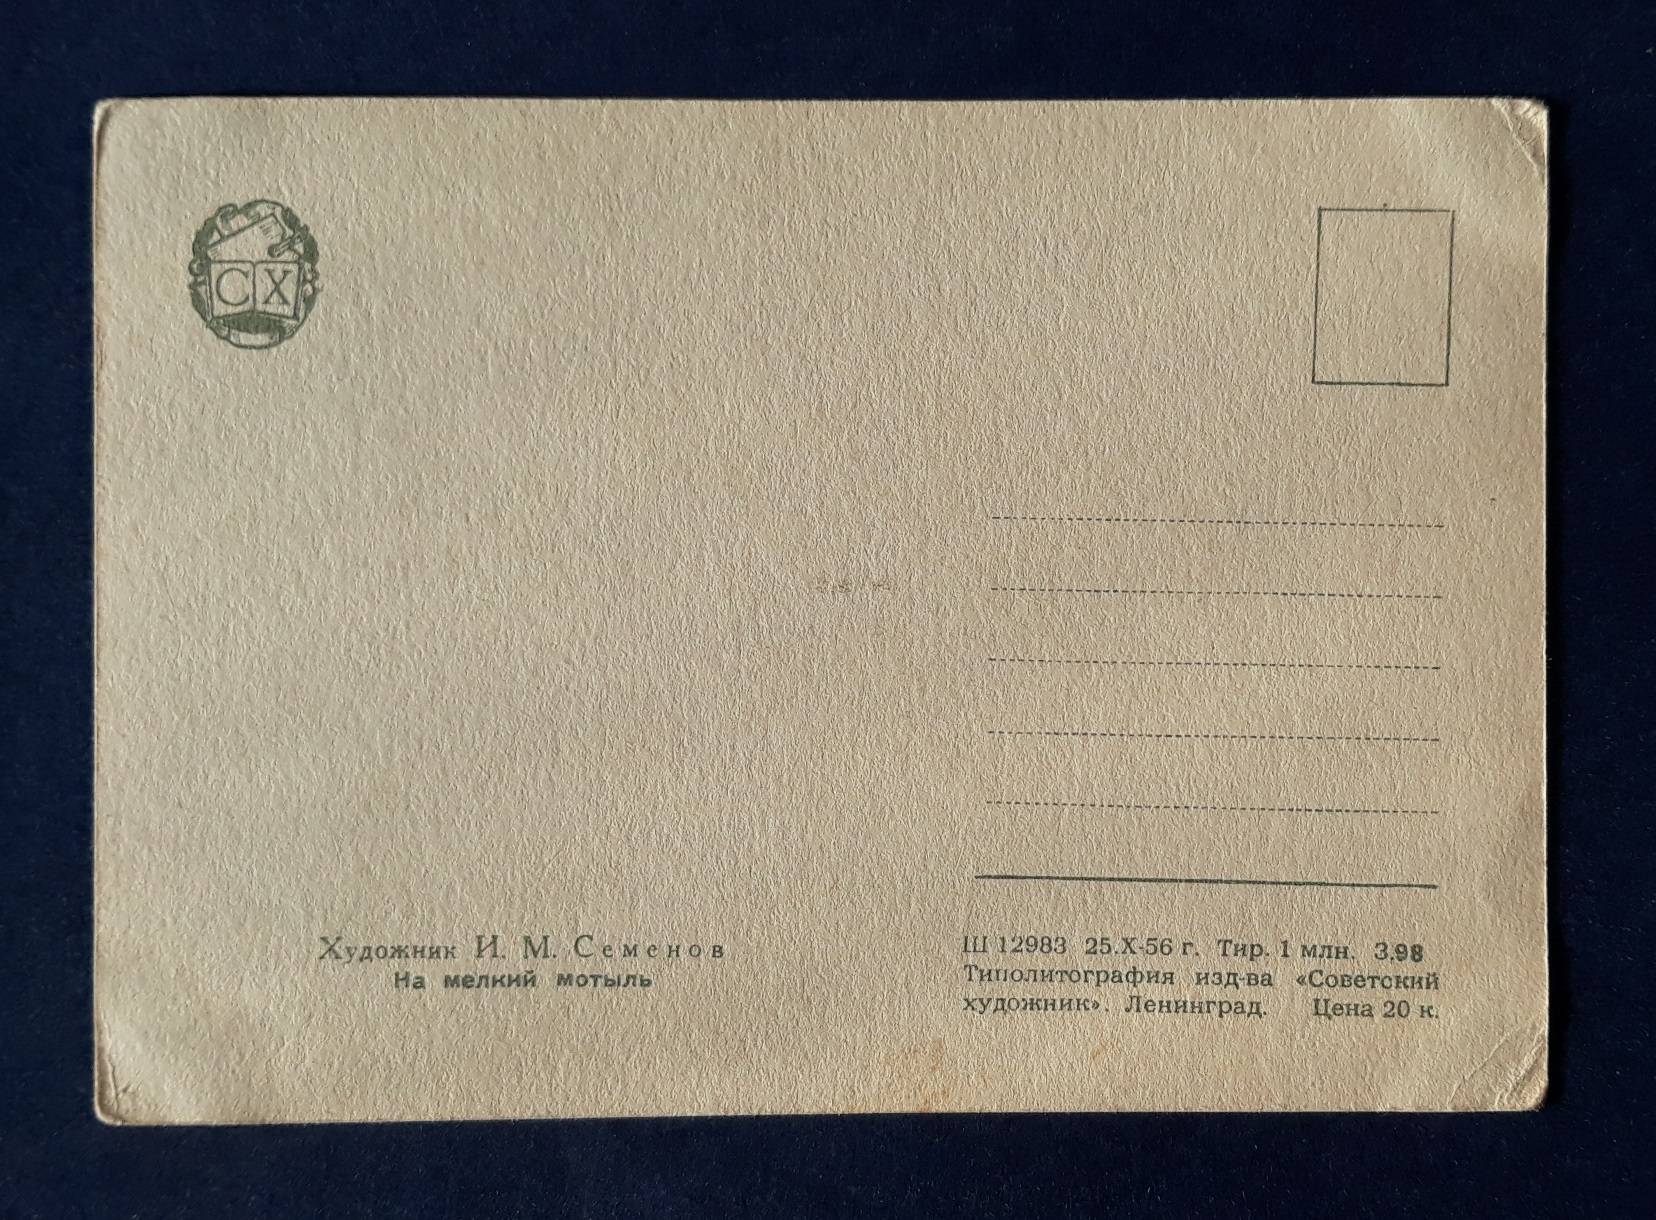 СХ
Художник И. М. Семенов
На мелкий мотыль
Ш 12983 25.X-56 г. Тир. 1 млн. 3.98
Типолитография изд-ва «Советский
художник». Ленинград. Цена 20 к.